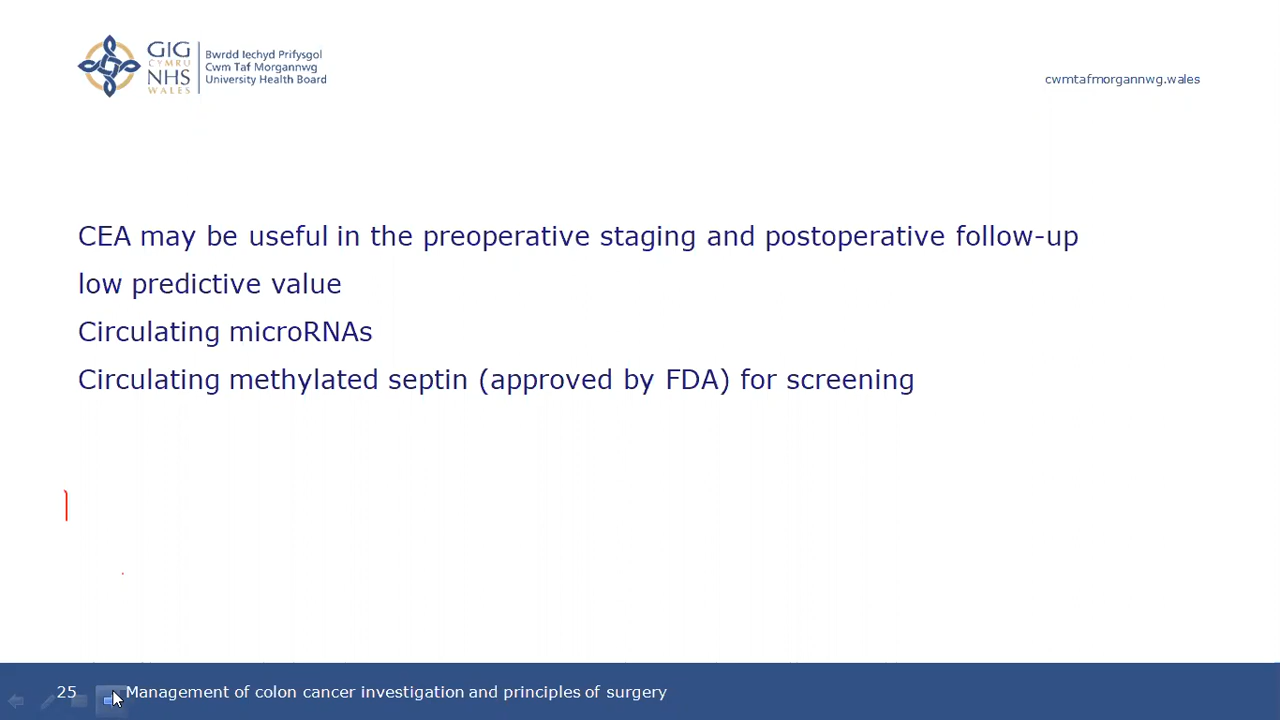 GIG
CYMRU
NHS
WALES
Bwrdd Iechyd Prifysgol
Cwm Taf Morgannwg
University Health Board
cwmtafmorgannwg.wales
CEA may be useful in the preoperative staging and postoperative follow-up
low predictive value
Circulating microRNAs
Circulating methylated septin (approved by FDA) for screening
25 Management of colon cancer investigation and principles of surgery